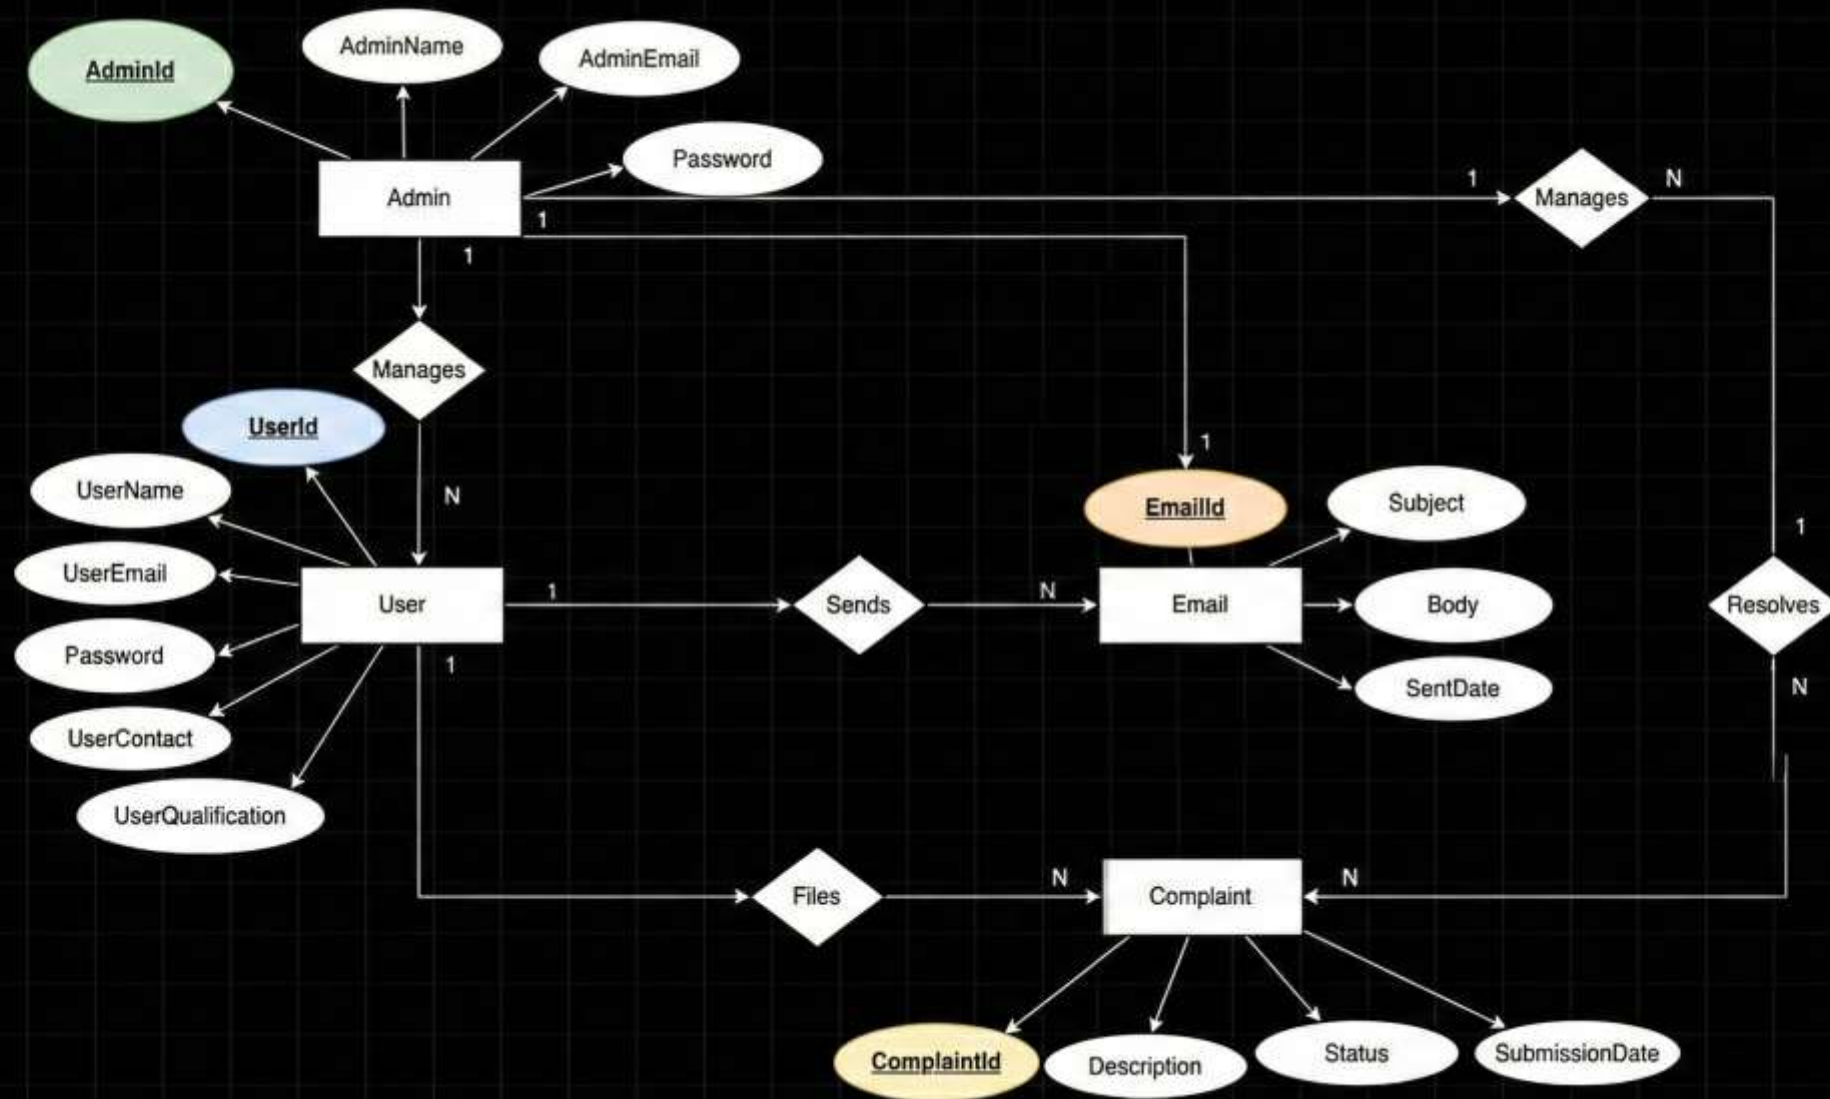 AdminId
AdminName
AdminEmail
Password
Admin
1
1
1
Manages
N
Manages
UserId
N
UserName
UserEmail
Password
UserContact
UserQualification
User
1
1
Sends
N
1
EmailId
Email
Subject
Body
SentDate
1
Resolves
N
Files
N
Complaint
N
ComplaintId
Description
Status
SubmissionDate